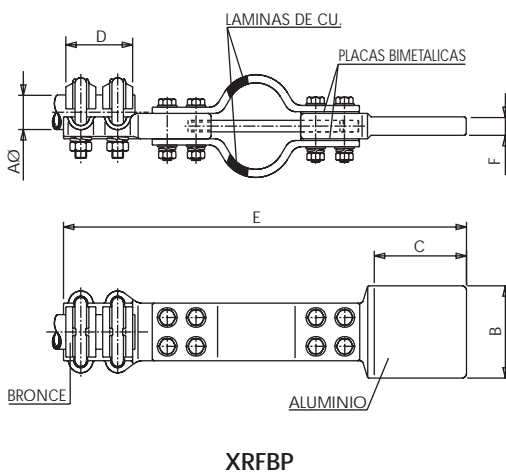 LAMINAS DE CU.
D
PLACAS BIMETALICAS
AØ
F
E
C
B
BRONCE
ALUMINIO
XRFBP